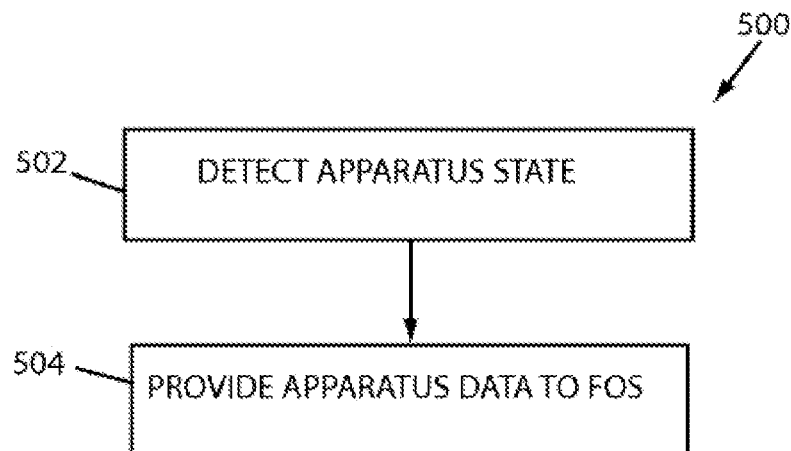 500
502
DETECT APPARATUS STATE
504
PROVIDE APPARATUS DATA TO FOS